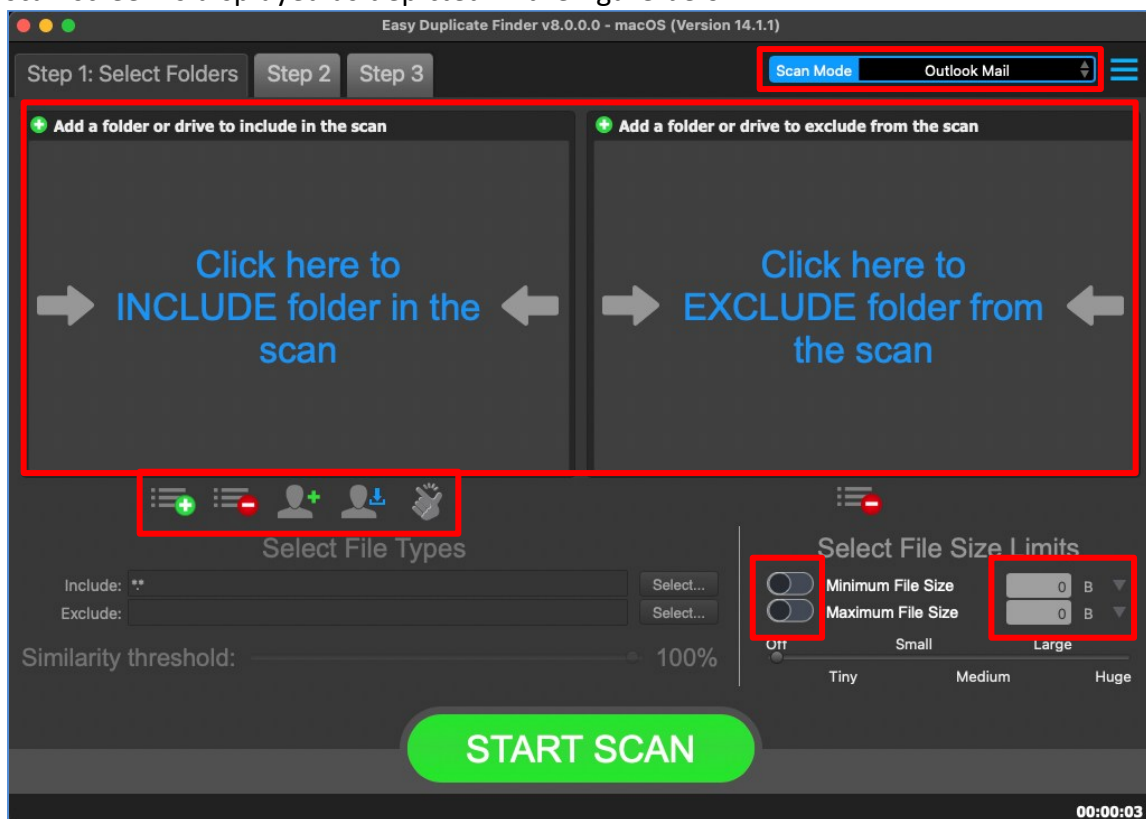 Easy Duplicate Finder v8.0.0.0 - macOS (Version 14.1.1)
Step 1: Select Folders Step 2 Step 3 Scan Mode Outlook Mail
Add a folder or drive to include in the scan
Add a folder or drive to exclude from the scan
Click here to
INCLUDE folder in the
scan
Click here to
EXCLUDE folder from
the scan
Select File Types
Include: *.*
Select...
Exclude:
Select...
Similarity threshold: 100%
Select File Size Limits
Minimum File Size 0 B
Maximum File Size 0 B
Off Small Large
Tiny Medium Huge
START SCAN
00:00:03